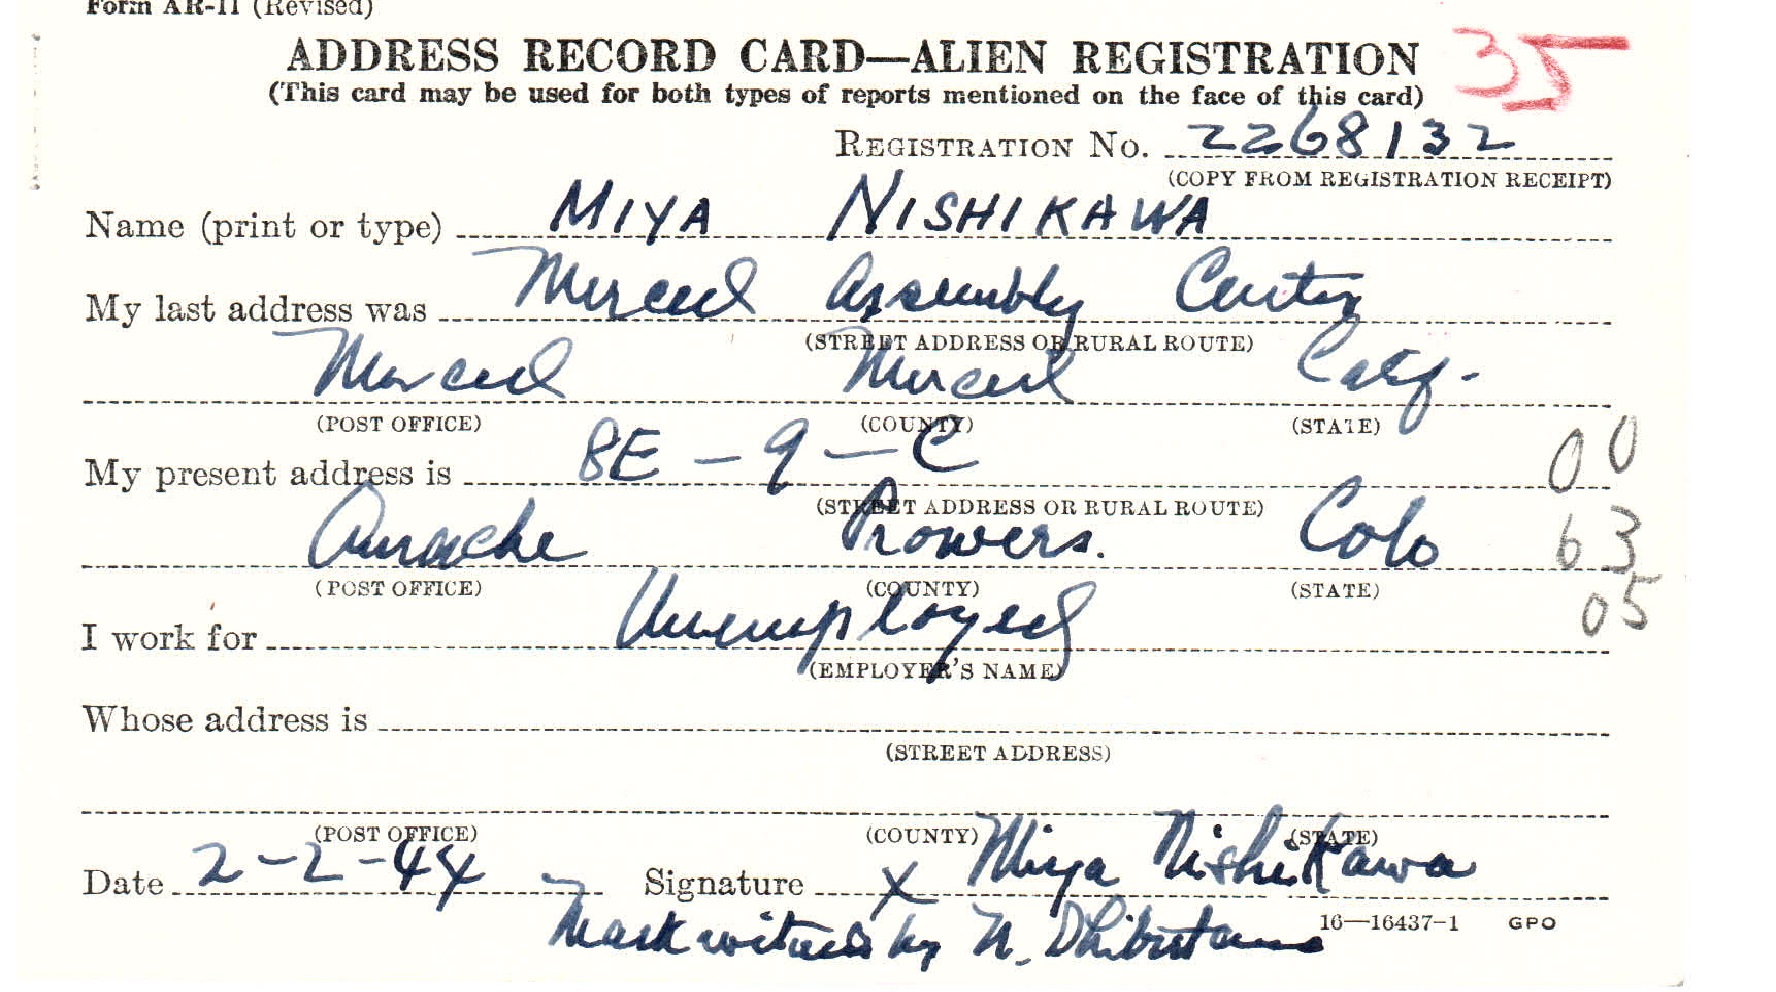 Form AR-11 (Revised)
ADDRESS RECORD CARD—ALIEN REGISTRATION
35
(This card may be used for both types of reports mentioned on the face of this card)
REGISTRATION No. 2268132
(COPY FROM REGISTRATION RECEIPT)
Name (print or type) MIYA NISHIKAWA
My last address was Merced Assembly Center
(STREET ADDRESS OR RURAL ROUTE)
Merced Merced Calif.
(POST OFFICE) (COUNTY) (STATE)
My present address is 8E-9-C
00
(STREET ADDRESS OR RURAL ROUTE)
Amache Prowers. Colo
63
(POST OFFICE) (COUNTY) (STATE)
05
I work for Unemployed
(EMPLOYER'S NAME)
Whose address is
(STREET ADDRESS)
(POST OFFICE) (COUNTY) (STATE)
Date 2-2-44 Signature X Miya Nishikawa
Mark witness by N.
16—16437-1 GPO